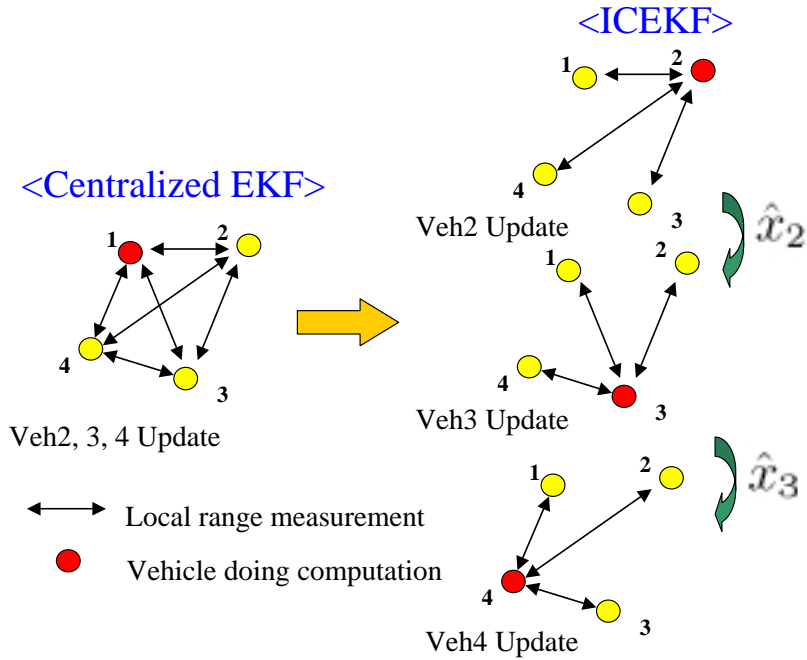 <ICEKF>
1
2
4
3
Veh2 Update
x̂₂
<Centralized EKF>
1
2
4
3
Veh2, 3, 4 Update
1
2
4
3
Veh3 Update
x̂₃
1
2
4
3
Veh4 Update
Local range measurement
Vehicle doing computation